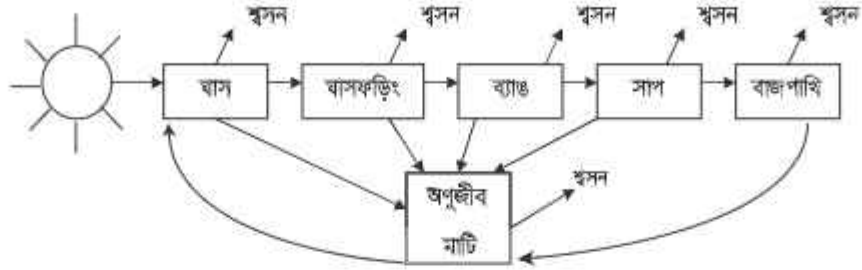 শ্বসন শ্বসন শ্বসন শ্বসন শ্বসন
ঘাস ঘাসফড়িং ব্যাঙ সাপ বাজপাখি
অণুজীব শ্বসন
মাটি